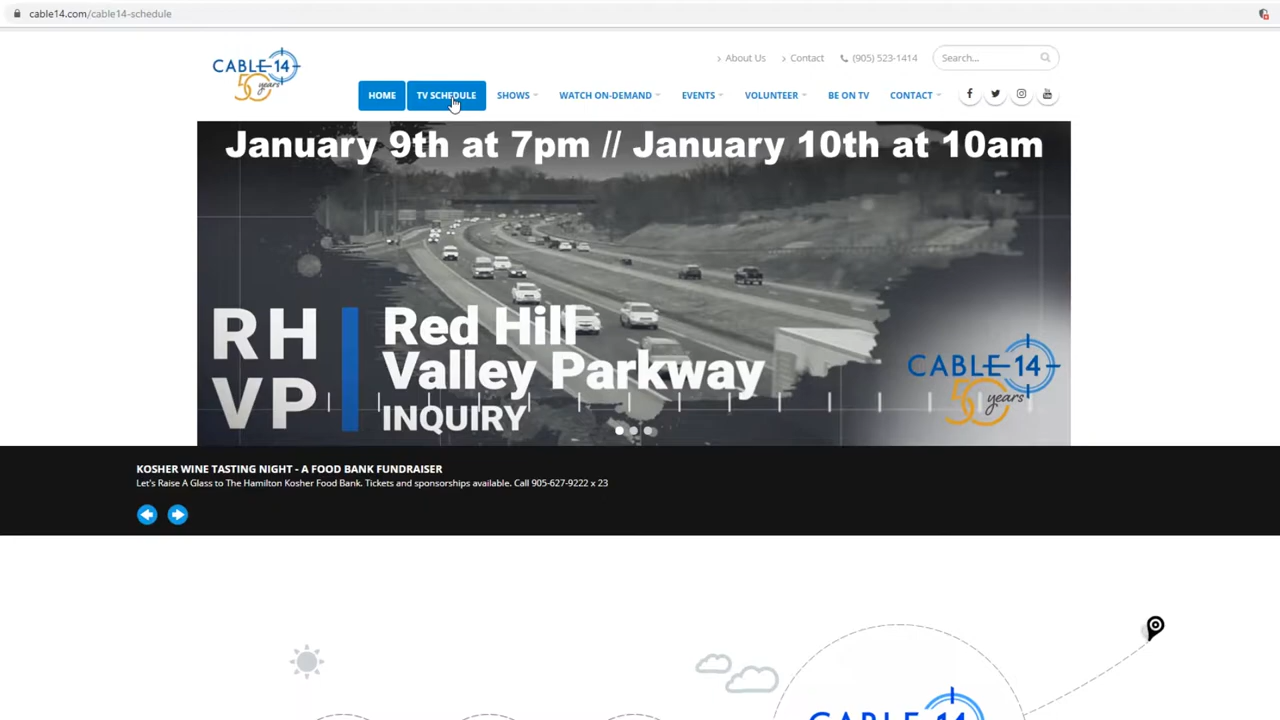 cable14.com/cable14-schedule
CABLE 14
50 years
About Us
Contact
(905) 523-1414
Search...
HOME
TV SCHEDULE
SHOWS
WATCH ON-DEMAND
EVENTS
VOLUNTEER
BE ON TV
CONTACT
f
You
January 9th at 7pm // January 10th at 10am
RH
VP
Red Hill
Valley Parkway
INQUIRY
CABLE 14
50 years
KOSHER WINE TASTING NIGHT - A FOOD BANK FUNDRAISER
Let's Raise A Glass to The Hamilton Kosher Food Bank. Tickets and sponsorships available. Call 905-627-9222 x 23
CABLE 14